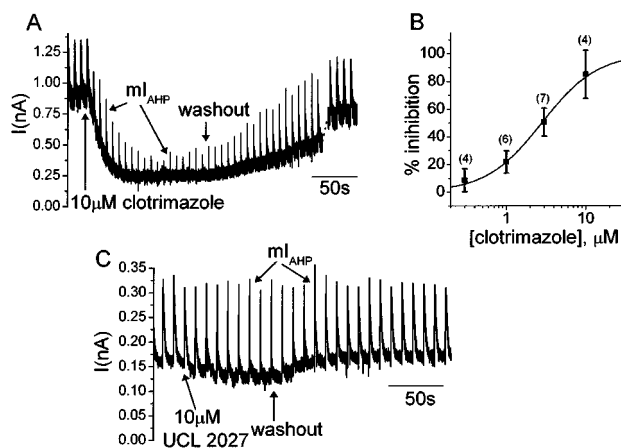 A
I(nA)
1.25
1.00
0.75
0.50
0.25
0.00
mI_AHP
washout
10μM clotrimazole
50s
B
% inihibition
100
80
60
40
20
0
(4)
(6)
(7)
(4)
1
10
[clotrimazole], μM
C
I(nA)
0.35
0.30
0.25
0.20
0.15
0.10
0.05
0.00
mI_AHP
10μM
UCL 2027
washout
50s